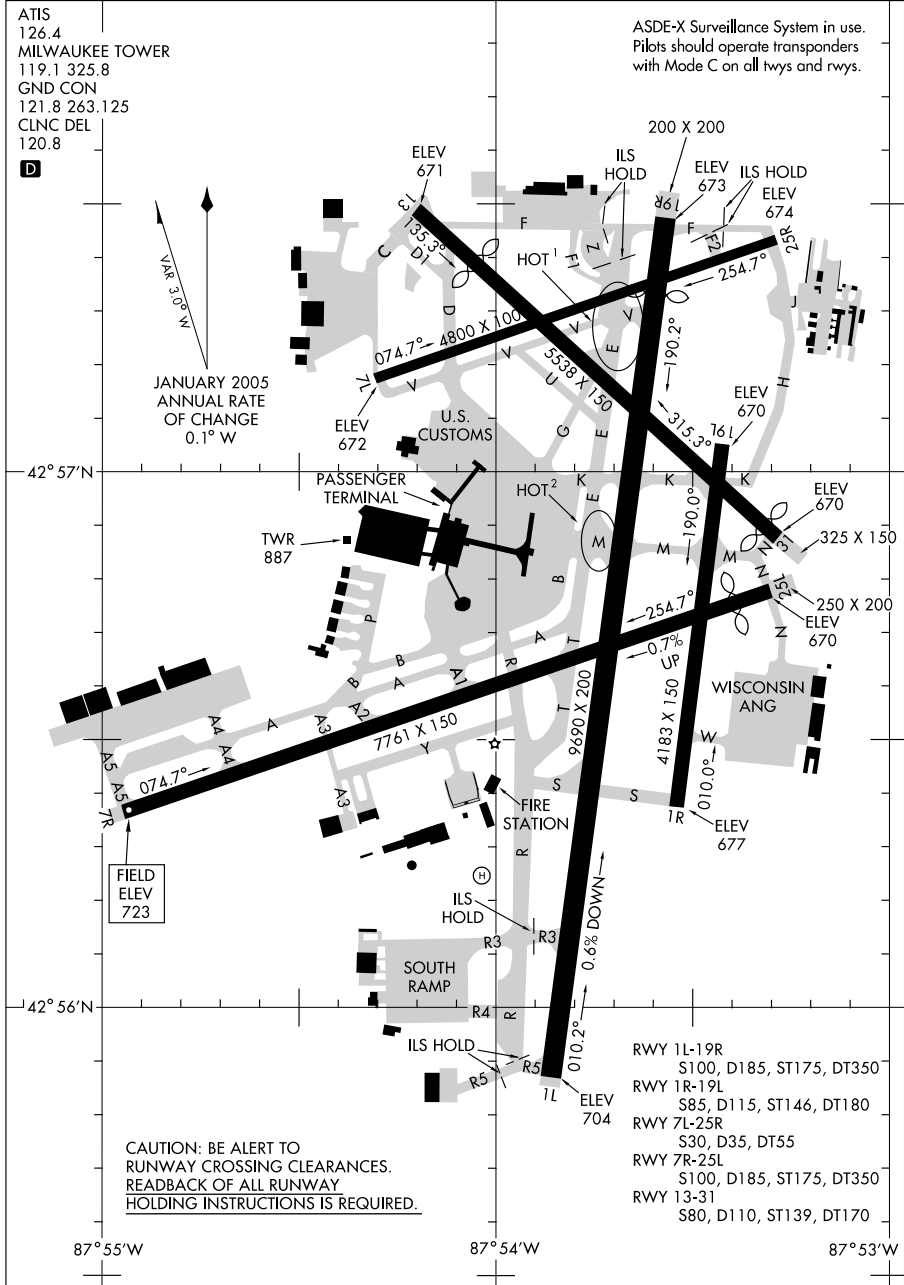 ATIS
126.4
MILWAUKEE TOWER
119.1 325.8
GND CON
121.8 263.125
CLNC DEL
120.8
D
ASDE-X Surveillance System in use.
Pilots should operate transponders
with Mode C on all twys and rwys.
200 X 200
ELEV
671
ILS
HOLD
ELEV
673
ILS HOLD
ELEV
674
13
19R
25R
F
F
F2
Z
F1
C
135.3°
D1
HOT 1
254.7°
VAR 3.0° W
D
J
V
E
074.7°
4800 X 100
V
V
190.2°
7L
V
5538 X 150
H
JANUARY 2005
ANNUAL RATE
OF CHANGE
0.1° W
ELEV
672
U
U.S.
CUSTOMS
G
E
315.3°
19L
ELEV
670
42°57'N
PASSENGER
TERMINAL
HOT 2
K
K
K
E
190.0°
ELEV
670
TWR
887
M
M
M
N
31
325 X 150
N
B
25L
250 X 200
254.7°
ELEV
670
N
P
0.7%
UP
B
B
A
A
R
A1
T
T
WISCONSIN
ANG
9690 X 200
4183 X 150
A4
A
A3
A2
7761 X 150
Y
W
A4
A5
A5
074.7°
A3
S
S
010.0°
7R
FIRE
STATION
1R
ELEV
677
FIELD
ELEV
723
R
H
ILS
HOLD
0.6% DOWN
R3
R3
SOUTH
RAMP
42°56'N
R4
R
010.2°
ILS HOLD
R5
R5
1L
ELEV
704
RWY 1L-19R
S100, D185, ST175, DT350
RWY 1R-19L
S85, D115, ST146, DT180
RWY 7L-25R
S30, D35, DT55
RWY 7R-25L
S100, D185, ST175, DT350
RWY 13-31
S80, D110, ST139, DT170
CAUTION: BE ALERT TO
RUNWAY CROSSING CLEARANCES.
READBACK OF ALL RUNWAY
HOLDING INSTRUCTIONS IS REQUIRED.
87°55'W
87°54'W
87°53'W